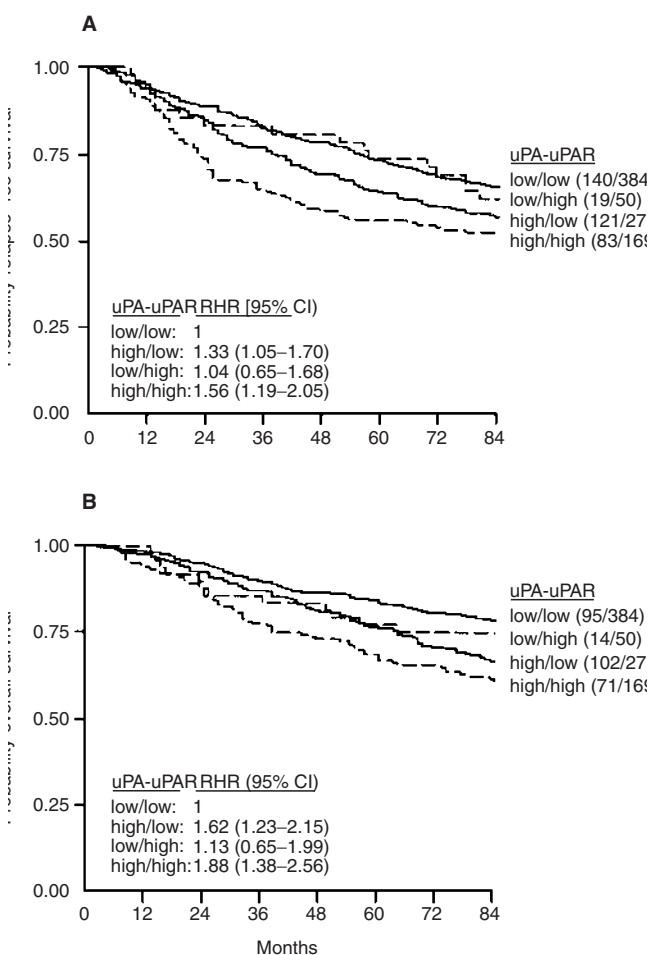 A
1.00
0.75
0.50
0.25
0.00
0 12 24 36 48 60 72 84
uPA-uPAR
low/low (140/384
low/high (19/50)
high/low (121/27
high/high (83/169
uPA-uPAR RHR [95% CI)
low/low: 1
high/low: 1.33 (1.05–1.70)
low/high: 1.04 (0.65–1.68)
high/high: 1.56 (1.19–2.05)
B
1.00
0.75
0.50
0.25
0.00
0 12 24 36 48 60 72 84
Months
uPA-uPAR
low/low (95/384)
low/high (14/50)
high/low (102/27
high/high (71/169
uPA-uPAR RHR (95% CI)
low/low: 1
high/low: 1.62 (1.23–2.15)
low/high: 1.13 (0.65–1.99)
high/high: 1.88 (1.38–2.56)